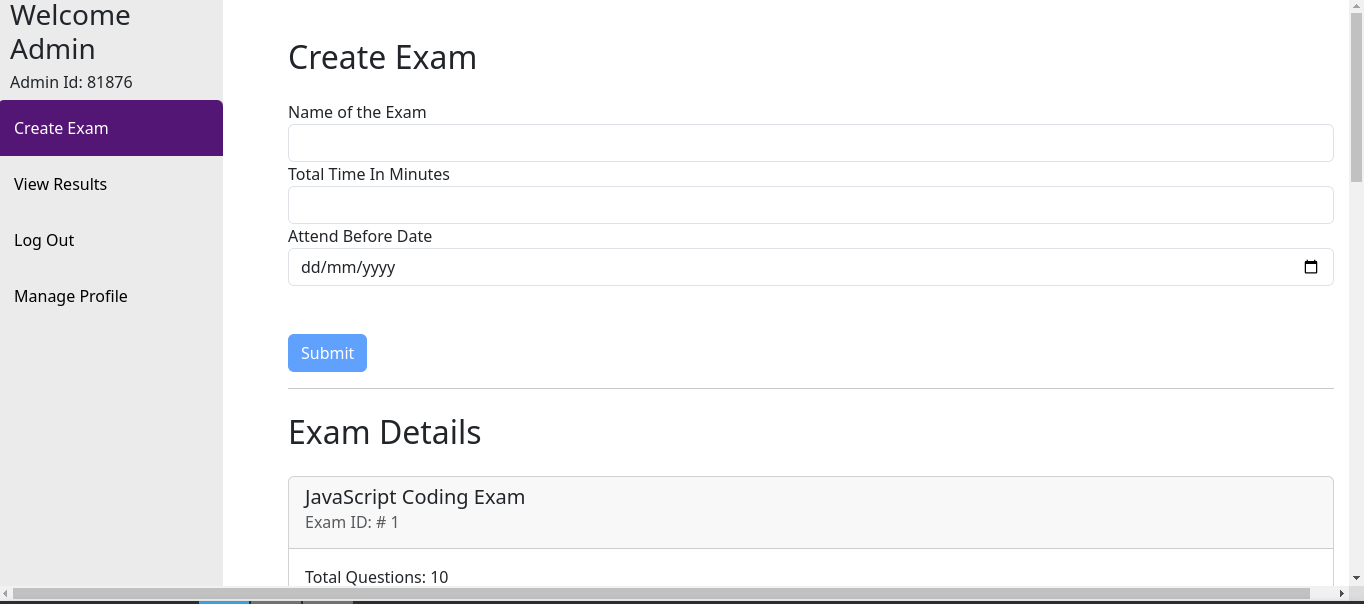 Welcome
Admin
Admin Id: 81876
Create Exam
View Results
Log Out
Manage Profile
Create Exam
Name of the Exam
Total Time In Minutes
Attend Before Date
dd/mm/yyyy
Submit
Exam Details
JavaScript Coding Exam
Exam ID: # 1
Total Questions: 10